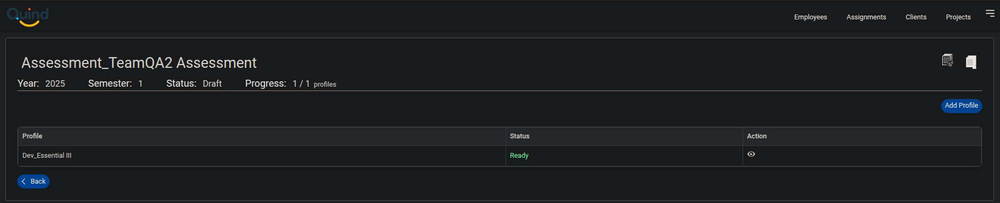 Quind
Employees Assignments Clients Projects
Assessment_TeamQA2 Assessment
Year: 2025 Semester: 1 Status: Draft Progress: 1 / 1 profiles
Add Profile
Profile Status Action
Dev_Essential III Ready
Back